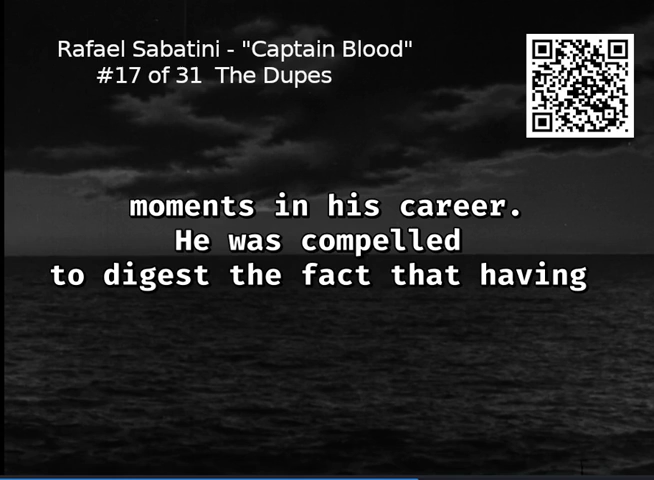 Rafael Sabatini - "Captain Blood"
#17 of 31 The Dupes
moments in his career.
He was compelled
to digest the fact that having